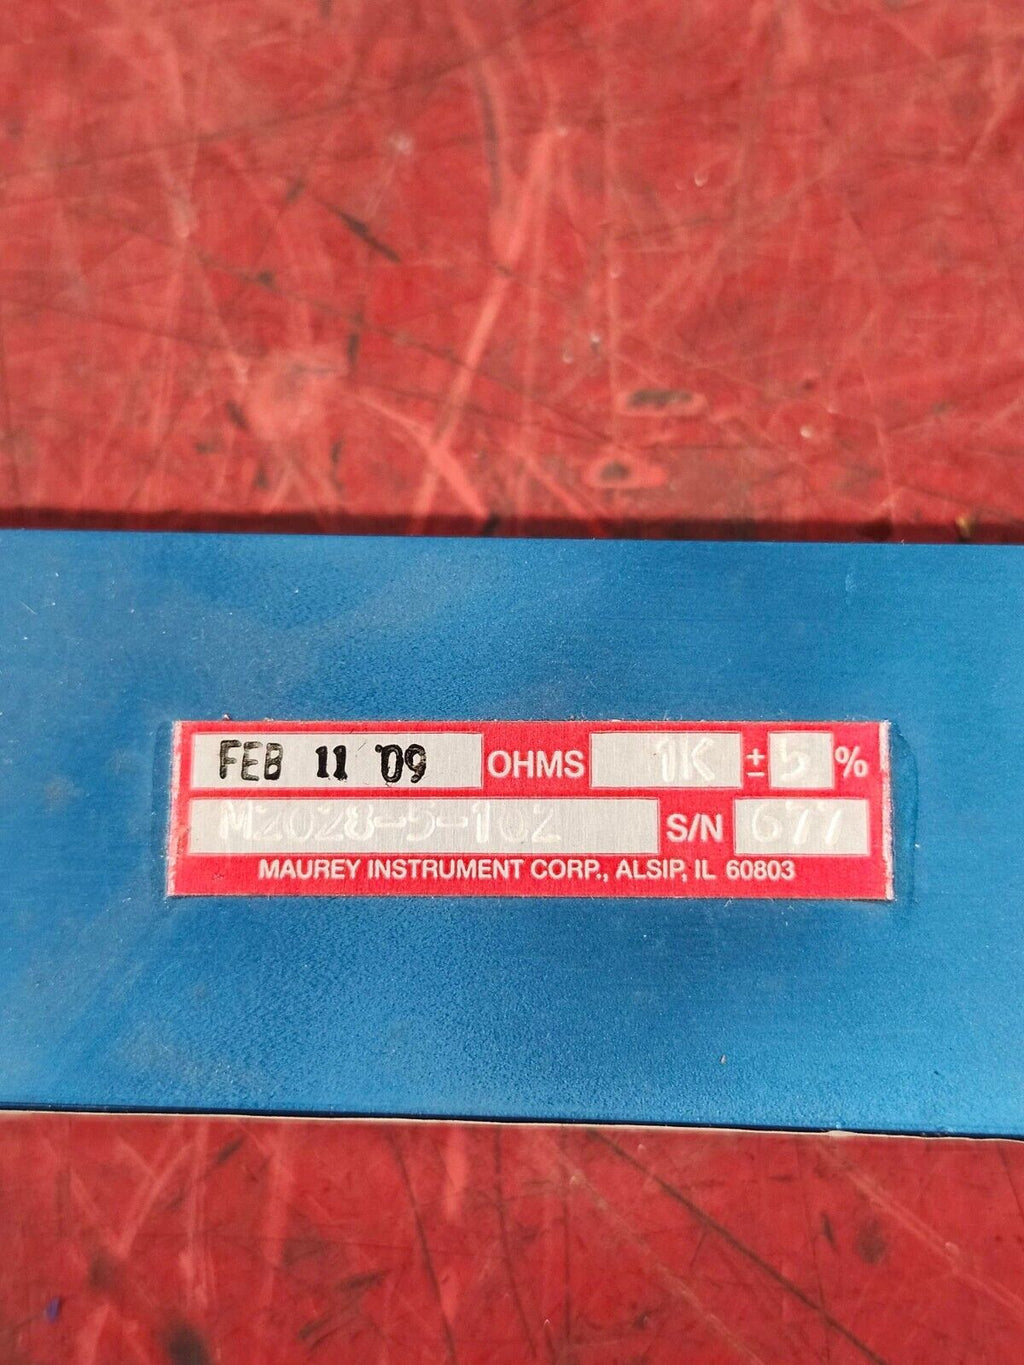 FEB 11 '09 OHMS 1K ± 5 %
M2028-5-102 S/N 677
MAUREY INSTRUMENT CORP., ALSIP, IL 60803